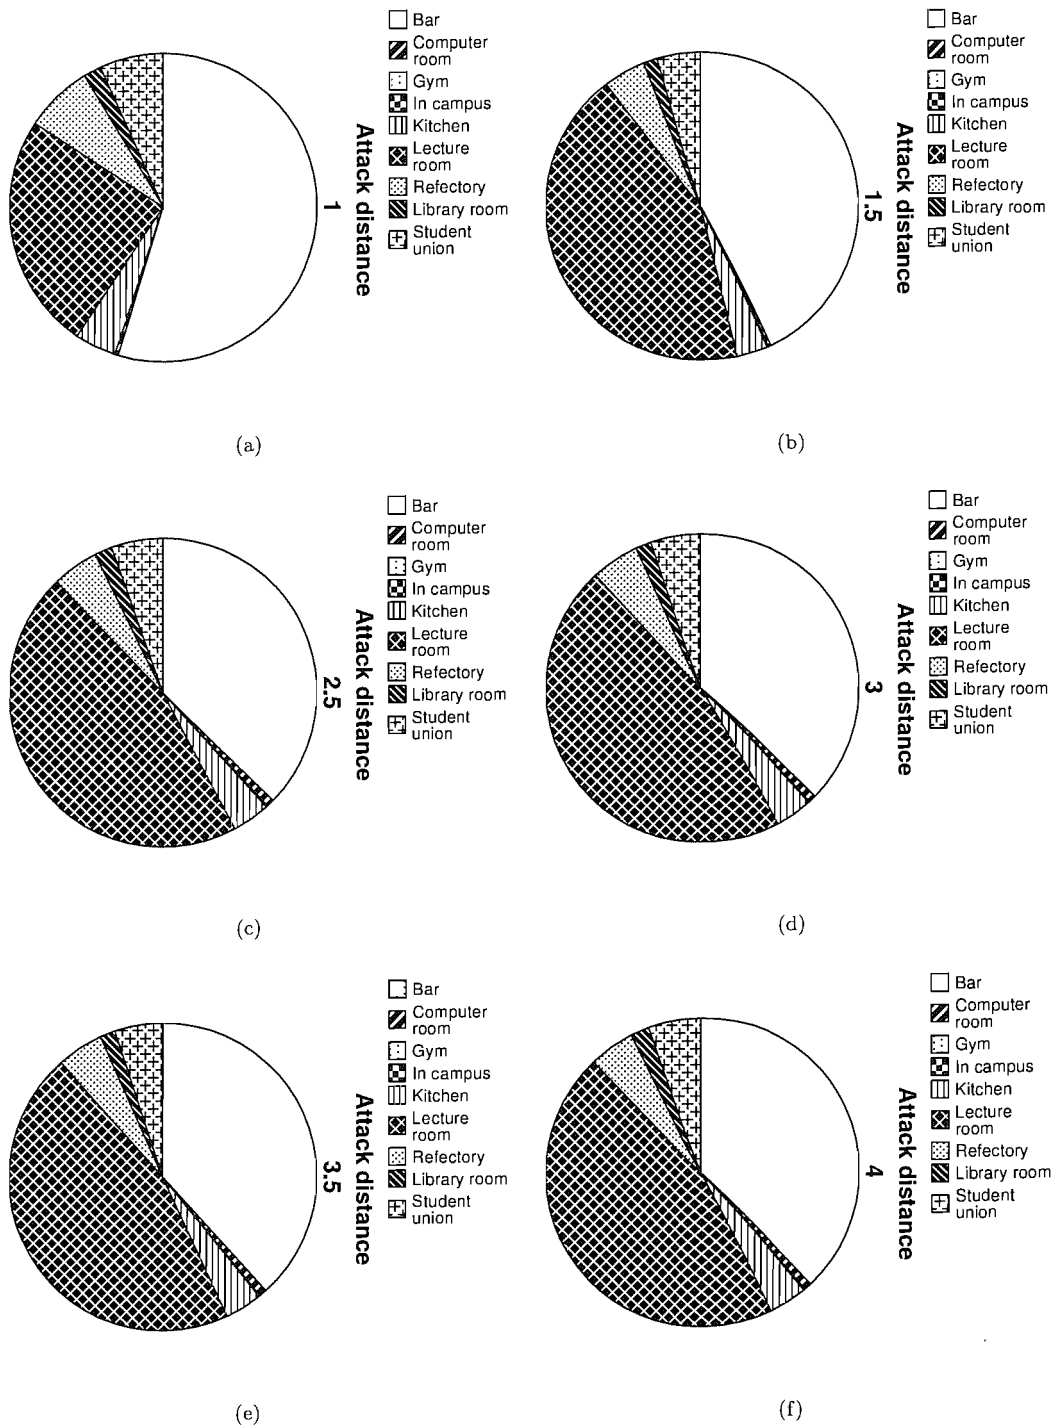 Bar
Computer
room
Gym
In campus
Kitchen
Lecture
room
Refectory
Library room
Student
union
1
Attack distance
(a)
Bar
Computer
room
Gym
In campus
Kitchen
Lecture
room
Refectory
Library room
Student
union
1.5
Attack distance
(b)
Bar
Computer
room
Gym
In campus
Kitchen
Lecture
room
Refectory
Library room
Student
union
2.5
Attack distance
(c)
Bar
Computer
room
Gym
In campus
Kitchen
Lecture
room
Refectory
Library room
Student
union
3
Attack distance
(d)
Bar
Computer
room
Gym
In campus
Kitchen
Lecture
room
Refectory
Library room
Student
union
3.5
Attack distance
(e)
Bar
Computer
room
Gym
In campus
Kitchen
Lecture
room
Refectory
Library room
Student
union
4
Attack distance
(f)